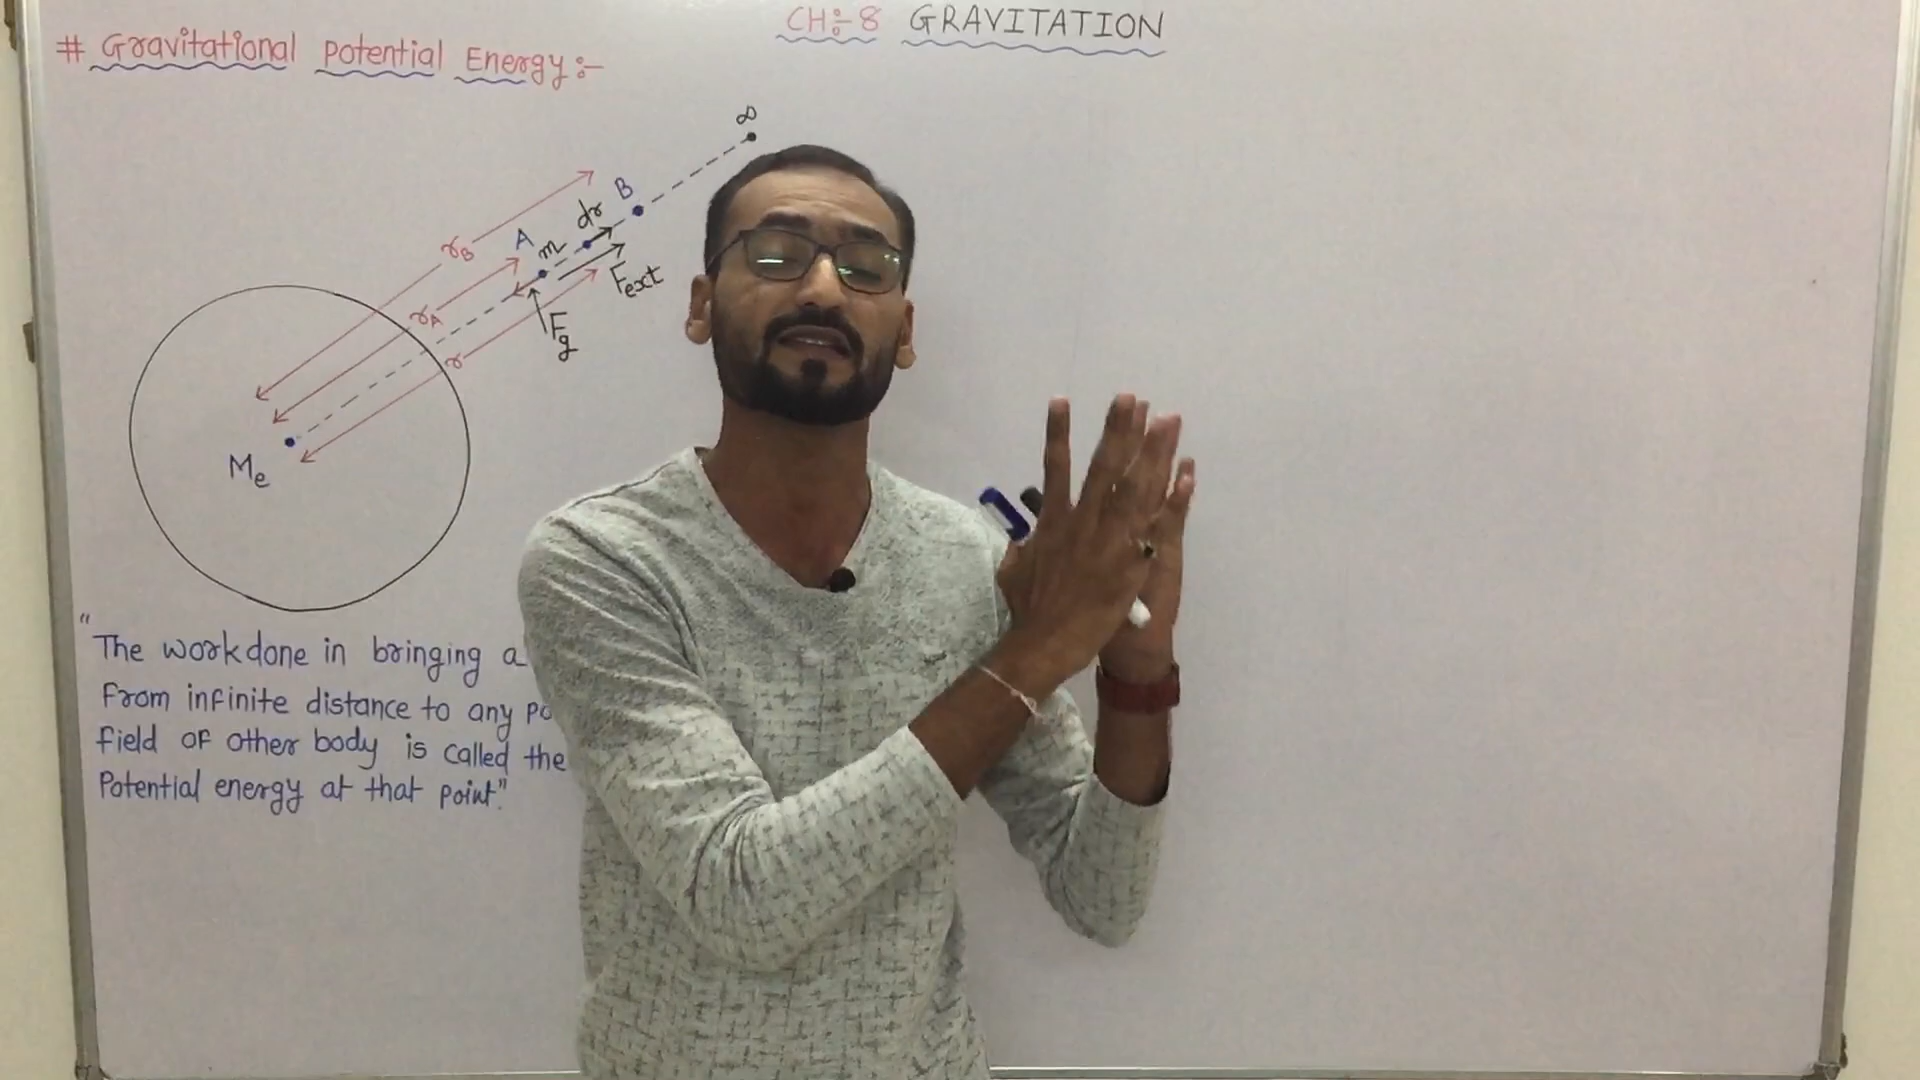 CH:- 8 GRAVITATION
# Gravitational Potential Energy:-
∞
B
dr
A
m
rB
Fext
rA
Fg
r
Me
"The workdone in bringing a
From infinite distance to any
field of other body is called the
Potential energy at that point."